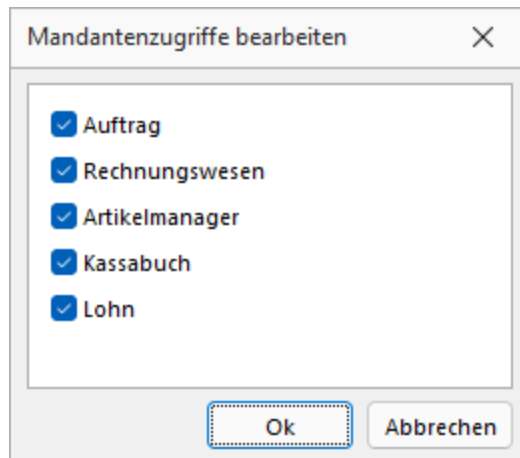 Mandantenzugriffe bearbeiten
Auftrag
Rechnungswesen
Artikelmanager
Kassabuch
Lohn
Ok
Abbrechen